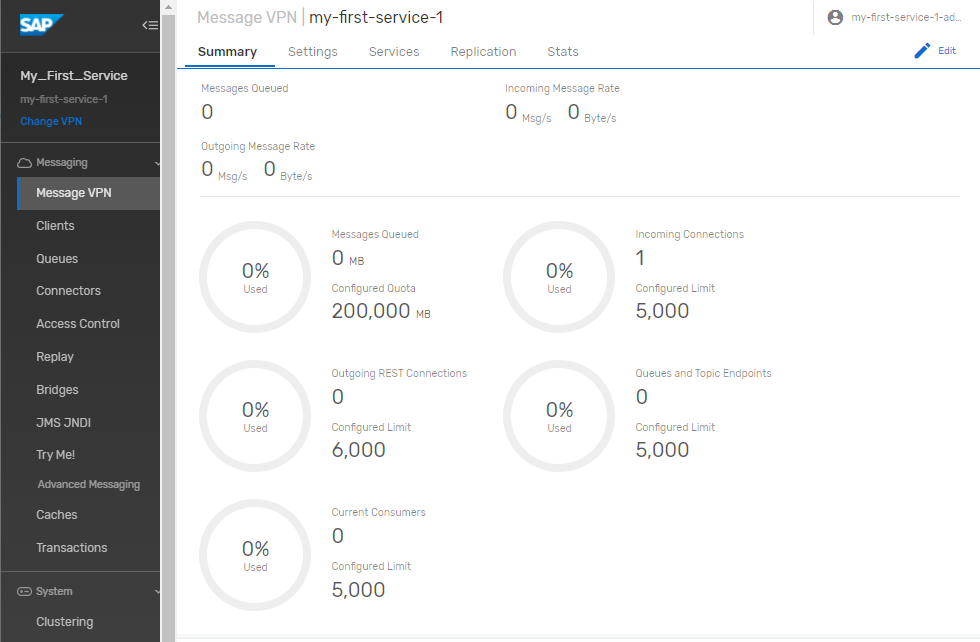 SAP
My_First_Service
my-first-service-1
Change VPN
Messaging
Message VPN
Clients
Queues
Connectors
Access Control
Replay
Bridges
JMS JNDI
Try Me!
Advanced Messaging
Caches
Transactions
System
Clustering
Message VPN | my-first-service-1
my-first-service-1-ad...
Summary Settings Services Replication Stats
Edit
Messages Queued
0
Incoming Message Rate
0 Msg/s 0 Byte/s
Outgoing Message Rate
0 Msg/s 0 Byte/s
0%
Used
Messages Queued
0 MB
Configured Quota
200,000 MB
0%
Used
Incoming Connections
1
Configured Limit
5,000
0%
Used
Outgoing REST Connections
0
Configured Limit
6,000
0%
Used
Queues and Topic Endpoints
0
Configured Limit
5,000
0%
Used
Current Consumers
0
Configured Limit
5,000